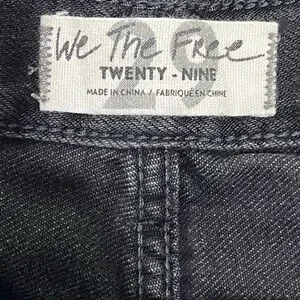 We The Free
TWENTY - NINE
MADE IN CHINA / FABRIQUÉ EN CHINE